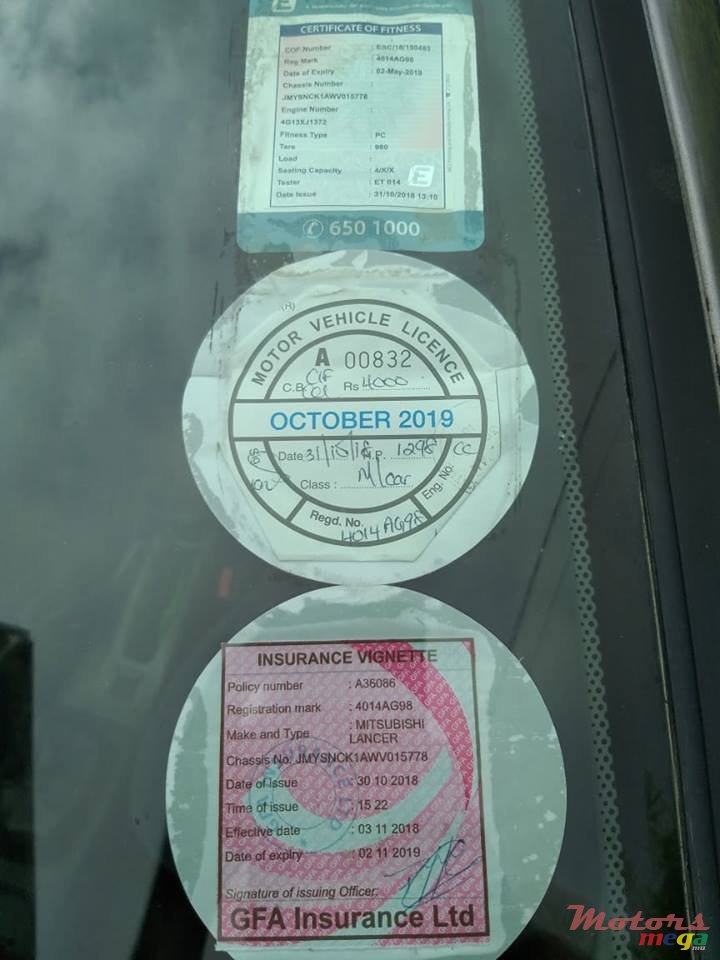 CERTIFICATE OF FITNESS
COF Number : ESC/18/150483
Reg Mark : 4014AG98
Date of Expiry : 02-May-2019
Chassis Number :
JMYSNCK1AWV015778
Engine Number :
4G13XJ1372
Fitness Type : PC
Tare : 980
Load :
Seating Capacity : 4/X/X
Tester : ET 014
Date Issue : 31/10/2018 13:10
E
650 1000
(R)
MOTOR VEHICLE LICENCE
A 00832
C.B. Rs 4000
OCTOBER 2019
Date 31/10/18 H.p. 1298 CC
Class : M/car
Eng. No.
Regd. No. 4014 AG98
INSURANCE VIGNETTE
Policy number : A36086
Registration mark : 4014AG98
Make and Type : MITSUBISHI
LANCER
Chassis No. JMYSNCK1AWV015778
Date of Issue : 30 10 2018
Time of issue : 15 22
Effective date : 03 11 2018
Date of expiry : 02 11 2019
Signature of issuing Officer:
GFA Insurance Ltd
Motors
mega.mu